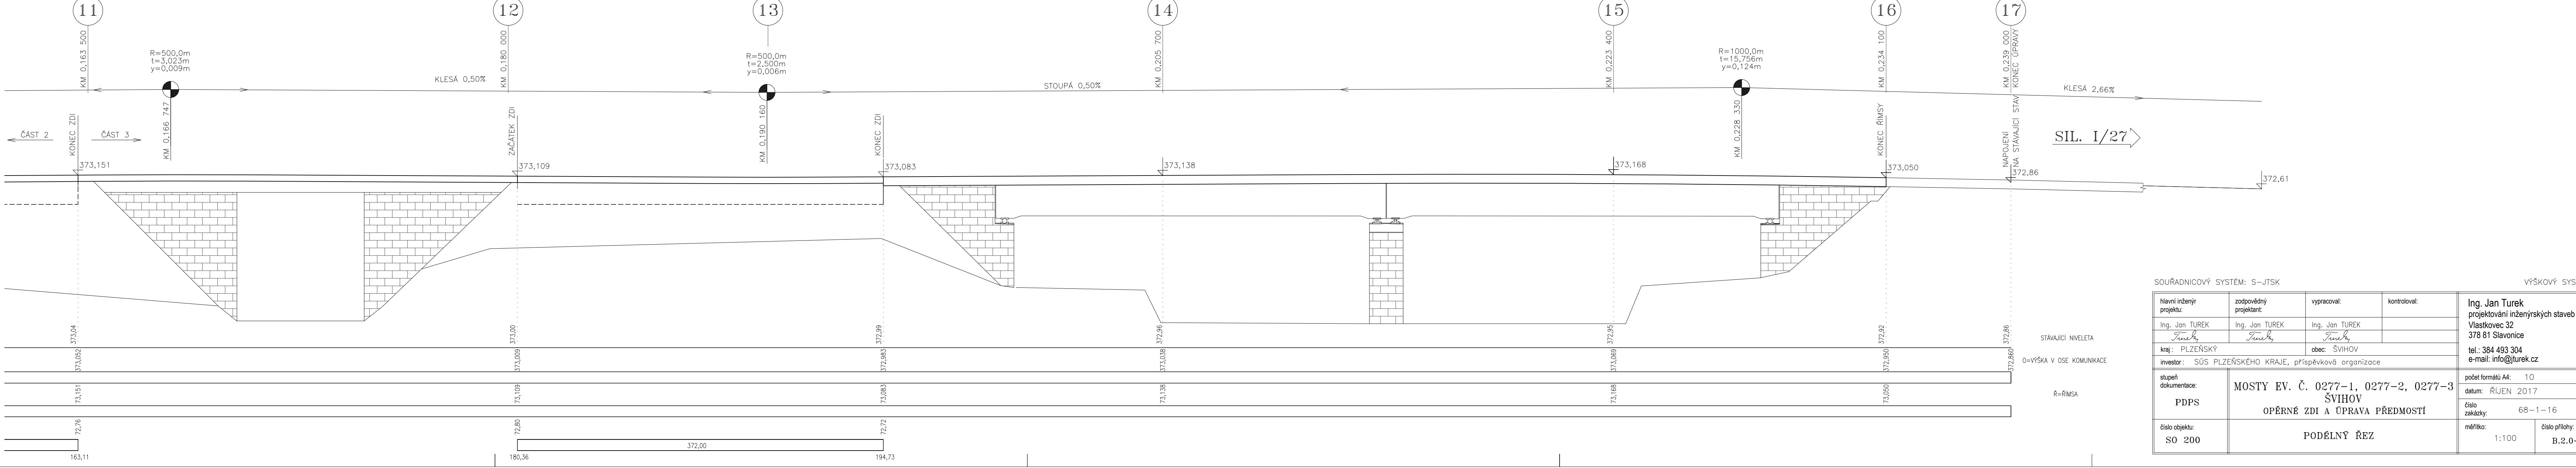 11
12
13
14
15
16
17
KM 0,163 500
KM 0,180 000
KM 0,205 700
KM 0,223 400
KM 0,234 100
KM 0,239 000
KONEC ÚPRAVY
R=500,0m
t=3,023m
y=0,009m
R=500,0m
t=2,500m
y=0,006m
R=1000,0m
t=15,756m
y=0,124m
KLESÁ 0,50%
STOUPÁ 0,50%
KLESÁ 2,66%
KM 0,166 747
KM 0,190 160
KM 0,228 330
ČÁST 2
ČÁST 3
KONEC ZDI
ZAČÁTEK ZDI
KONEC ZDI
KONEC ŘÍMSY
NAPOJENÍ
NA STÁVAJÍCÍ STAV
SIL. I/27
373,151
373,109
373,083
373,138
373,168
373,050
372,86
372,61
373,04
373,00
372,99
372,96
372,95
372,92
372,86
STÁVAJÍCÍ NIVELETA
373,052
373,009
372,983
373,038
373,069
372,950
372,860
O=VÝŠKA V OSE KOMUNIKACE
73,151
73,109
73,083
73,138
73,168
73,050
Ř=ŘÍMSA
72,76
72,80
72,72
372,00
163,11
180,36
194,73
SOUŘADNICOVÝ SYSTÉM: S-JTSK
VÝŠKOVÝ SYS
hlavní inženýr
projektu:
zodpovědný
projektant:
vypracoval:
kontroloval:
Ing. Jan TUREK
Ing. Jan TUREK
Ing. Jan TUREK
Turek
Turek
Turek
kraj: PLZEŇSKÝ
obec: ŠVIHOV
investor: SÚS PLZEŇSKÉHO KRAJE, příspěvková organizace
Ing. Jan Turek
projektování inženýrských staveb
Vlastkovec 32
378 81 Slavonice
tel.: 384 493 304
e-mail: info@jturek.cz
stupeň
dokumentace:
PDPS
MOSTY EV. Č. 0277-1, 0277-2, 0277-3
ŠVIHOV
OPĚRNÉ ZDI A ÚPRAVA PŘEDMOSTÍ
počet formátů A4: 10
datum: ŘÍJEN 2017
číslo
zakázky: 68-1-16
číslo objektu:
SO 200
PODÉLNÝ ŘEZ
měřítko:
1:100
číslo přílohy:
B.2.0-